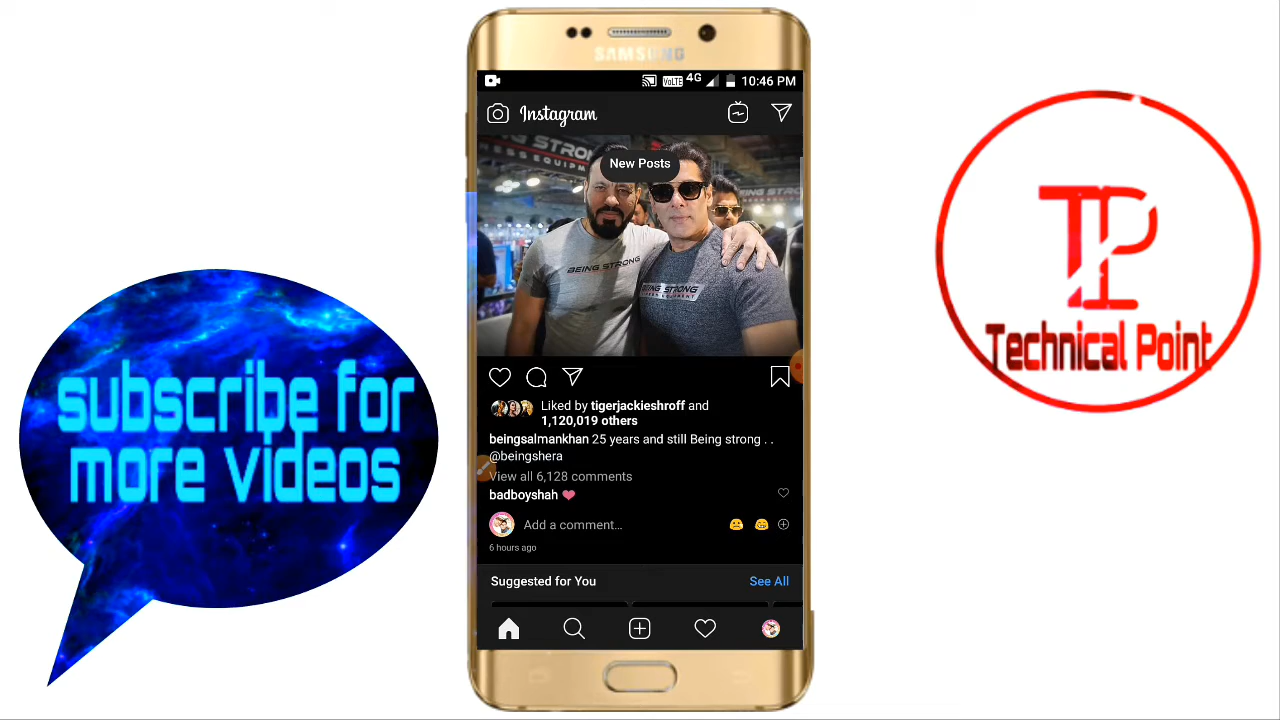 SAMSUNG
VoLTE 4G 10:46 PM
Instagram
New Posts
BEING STRONG
BEING STRONG
Liked by tigerjackieshroff and
1,120,019 others
beingsalmankhan 25 years and still Being strong . .
@beingshera
View all 6,128 comments
badboyshah
Add a comment...
6 hours ago
Suggested for You
See All
subscribe for
more videos
TP
Technical Point